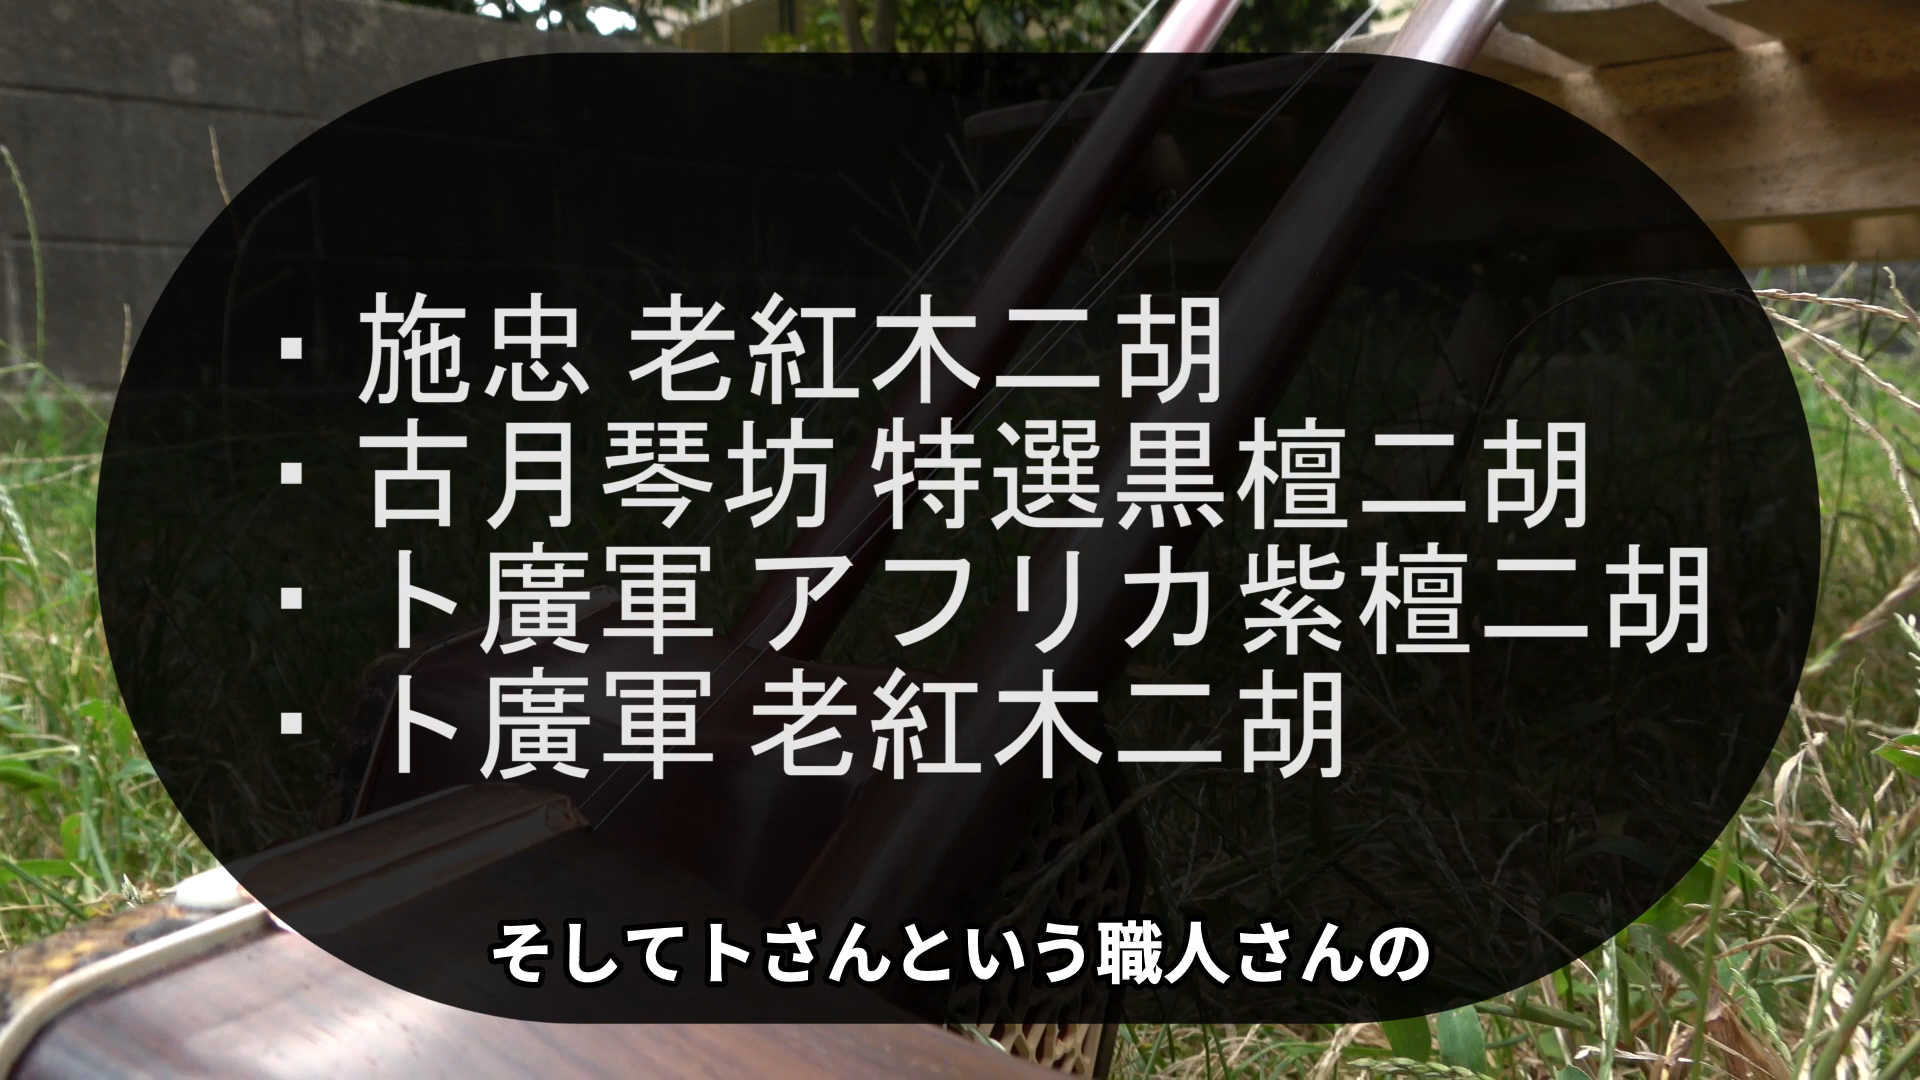 ・施忠 老紅木二胡
・古月琴坊 特選黒檀二胡
・卜廣軍 アフリカ紫檀二胡
・卜廣軍 老紅木二胡
そして卜さんという職人さんの